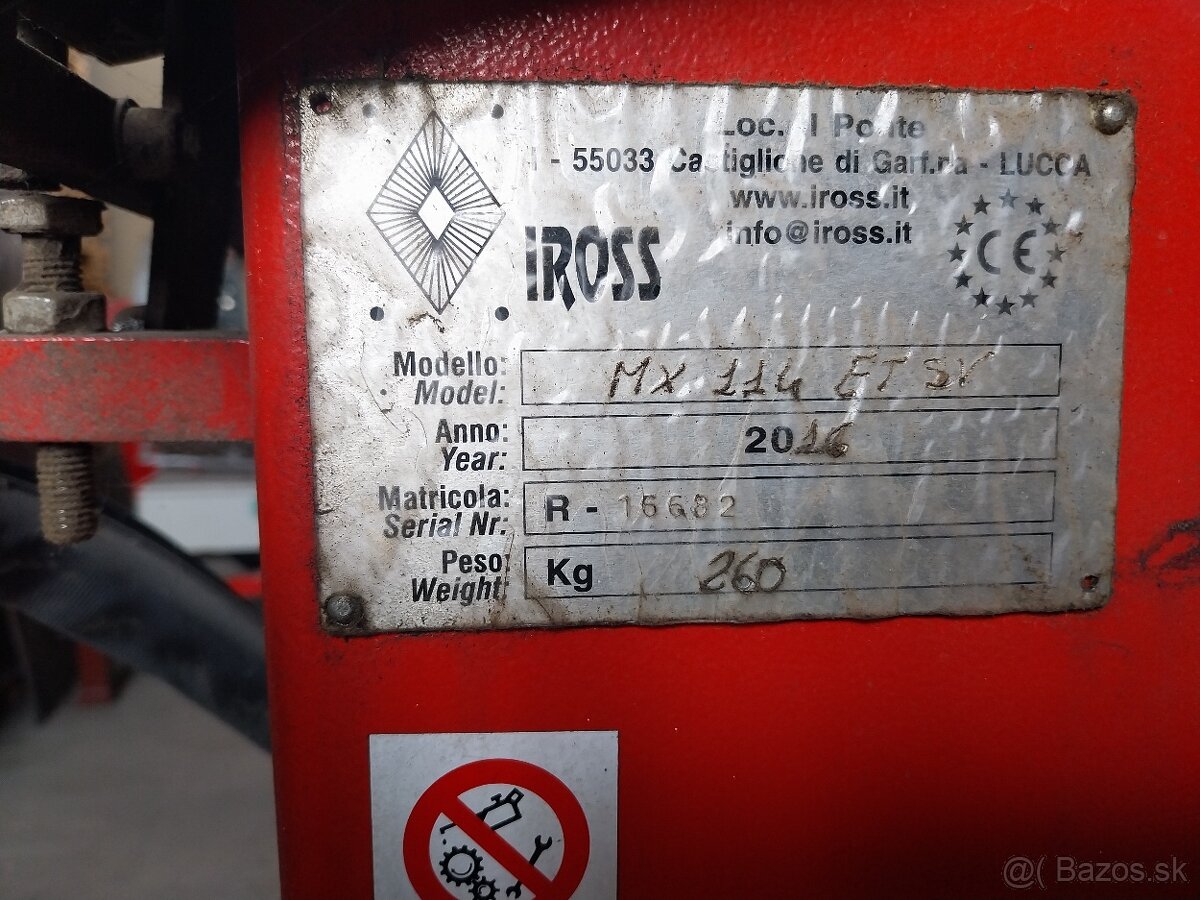 Loc. il Ponte
I - 55033 Castiglione di Garf.na - LUCCA
www.iross.it
info@iross.it
IROSS
CE
Modello:
Model:
MX 114 ET SV
Anno:
Year:
2016
Matricola:
Serial Nr:
R - 16682
Peso
Weight:
Kg 260
@( Bazos.sk